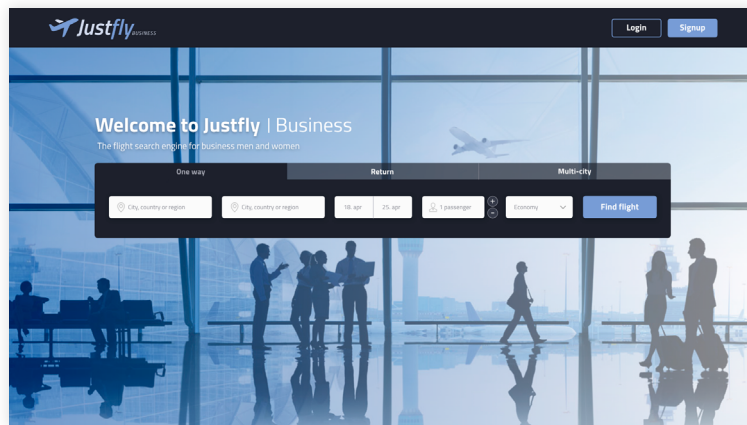 Justfly BUSINESS
Login
Signup
Welcome to Justfly | Business
The flight search engine for business men and women
One way
Return
Multi-city
City, country or region
City, country or region
18. apr
25. apr
1 passenger
+
−
Economy
Find flight